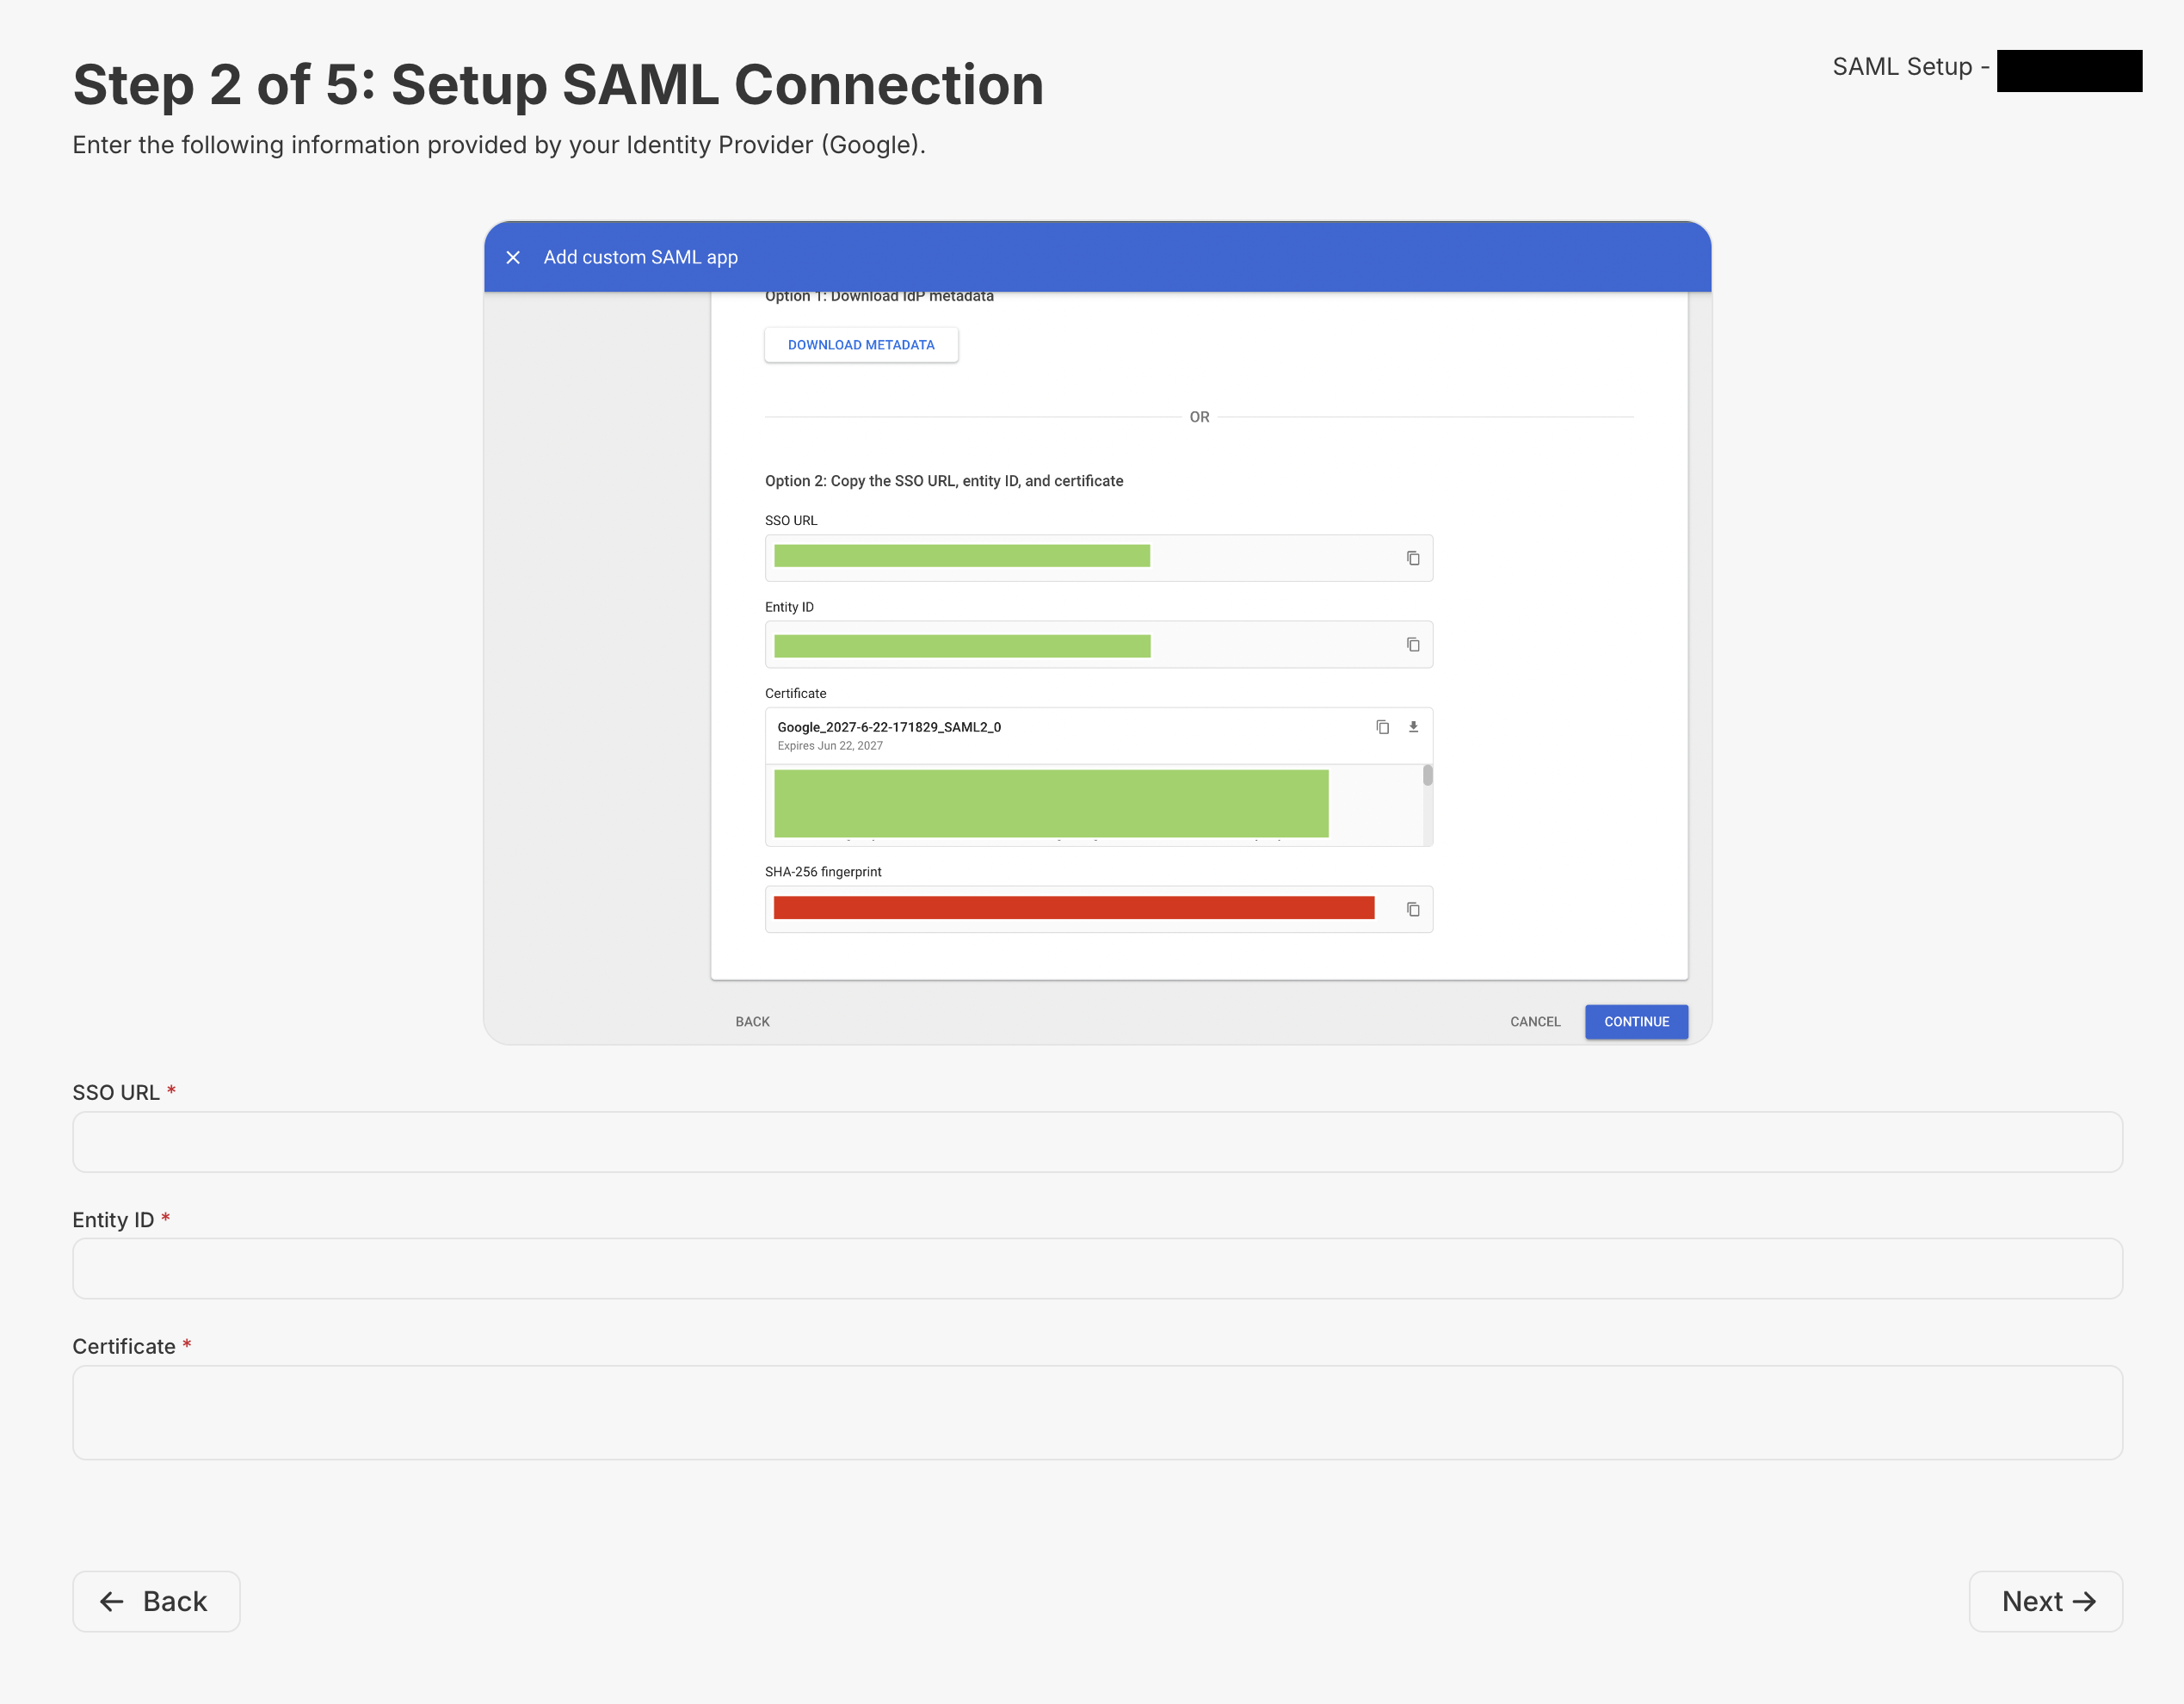 Step 2 of 5: Setup SAML Connection
SAML Setup -
Enter the following information provided by your Identity Provider (Google).
Add custom SAML app
Option 1: Download IdP metadata
DOWNLOAD METADATA
OR
Option 2: Copy the SSO URL, entity ID, and certificate
SSO URL
Entity ID
Certificate
Google_2027-6-22-171829_SAML2_0
Expires Jun 22, 2027
SHA-256 fingerprint
BACK
CANCEL
CONTINUE
SSO URL *
Entity ID *
Certificate *
Back
Next